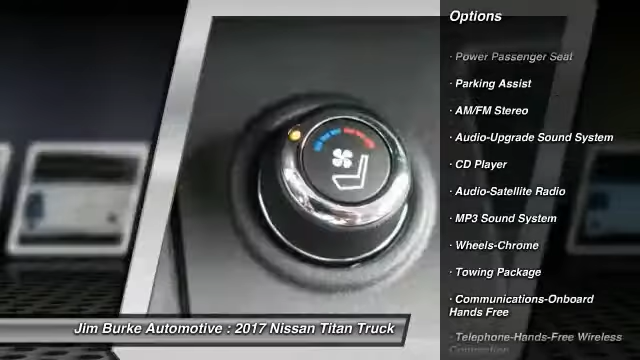 Options
· Power Passenger Seat
· Parking Assist
· AM/FM Stereo
· Audio-Upgrade Sound System
· CD Player
· Audio-Satellite Radio
· MP3 Sound System
· Wheels-Chrome
· Towing Package
· Communications-Onboard
Hands Free
· Telephone-Hands-Free Wireless
Connection
Jim Burke Automotive : 2017 Nissan Titan Truck